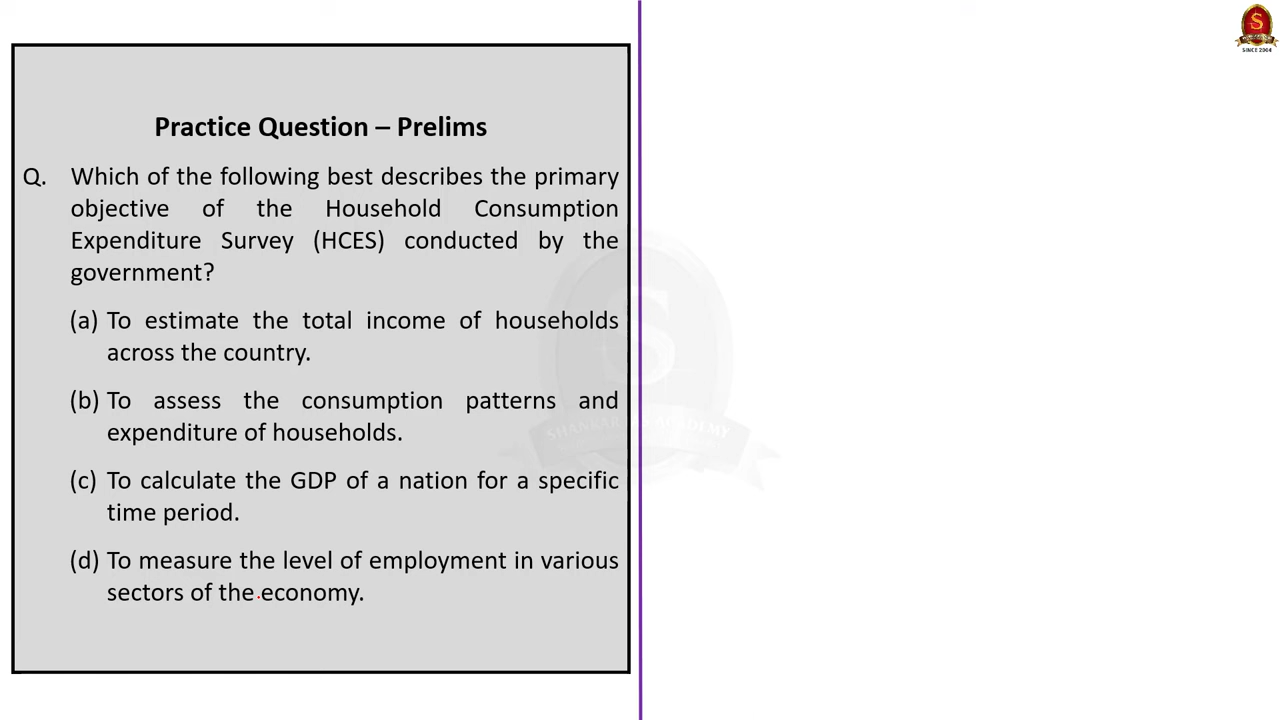 S
SINCE 2004
Practice Question – Prelims
Q. Which of the following best describes the primary
objective of the Household Consumption
Expenditure Survey (HCES) conducted by the
government?
(a) To estimate the total income of households
across the country.
(b) To assess the consumption patterns and
expenditure of households.
(c) To calculate the GDP of a nation for a specific
time period.
(d) To measure the level of employment in various
sectors of the economy.